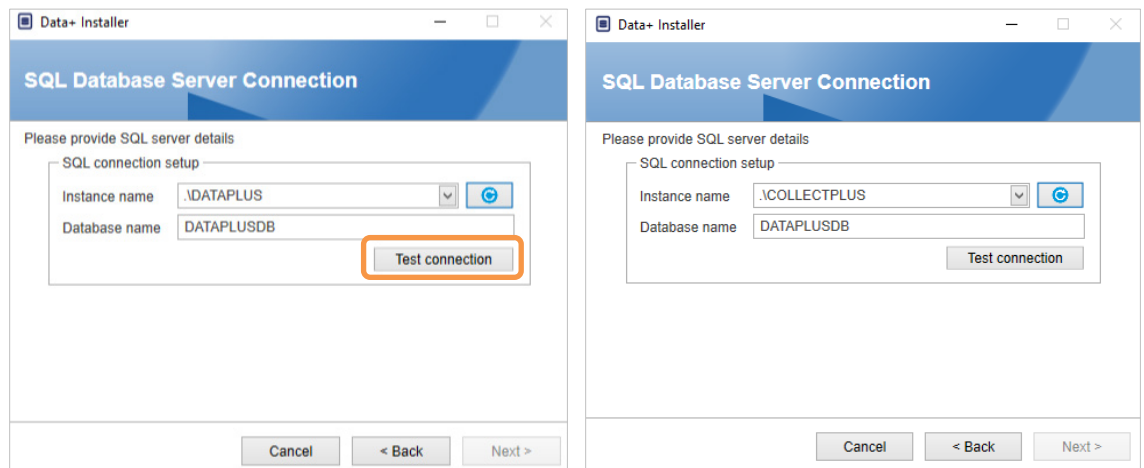 Data+ Installer
SQL Database Server Connection
Please provide SQL server details
SQL connection setup
Instance name .\DATAPLUS
Database name DATAPLUSDB
Test connection
Cancel < Back Next >
Data+ Installer
SQL Database Server Connection
Please provide SQL server details
SQL connection setup
Instance name .\COLLECTPLUS
Database name DATAPLUSDB
Test connection
Cancel < Back Next >